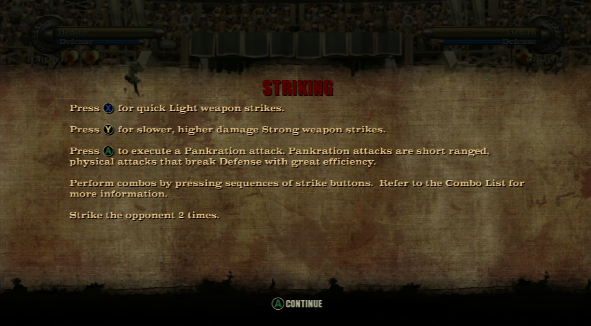 STRIKING
Press X for quick Light weapon strikes.
Press Y for slower, higher damage Strong weapon strikes.
Press A to execute a Pankration attack. Pankration attacks are short ranged,
physical attacks that break Defense with great efficiency.
Perform combos by pressing sequences of strike buttons. Refer to the Combo List for
more information.
Strike the opponent 2 times.
A CONTINUE